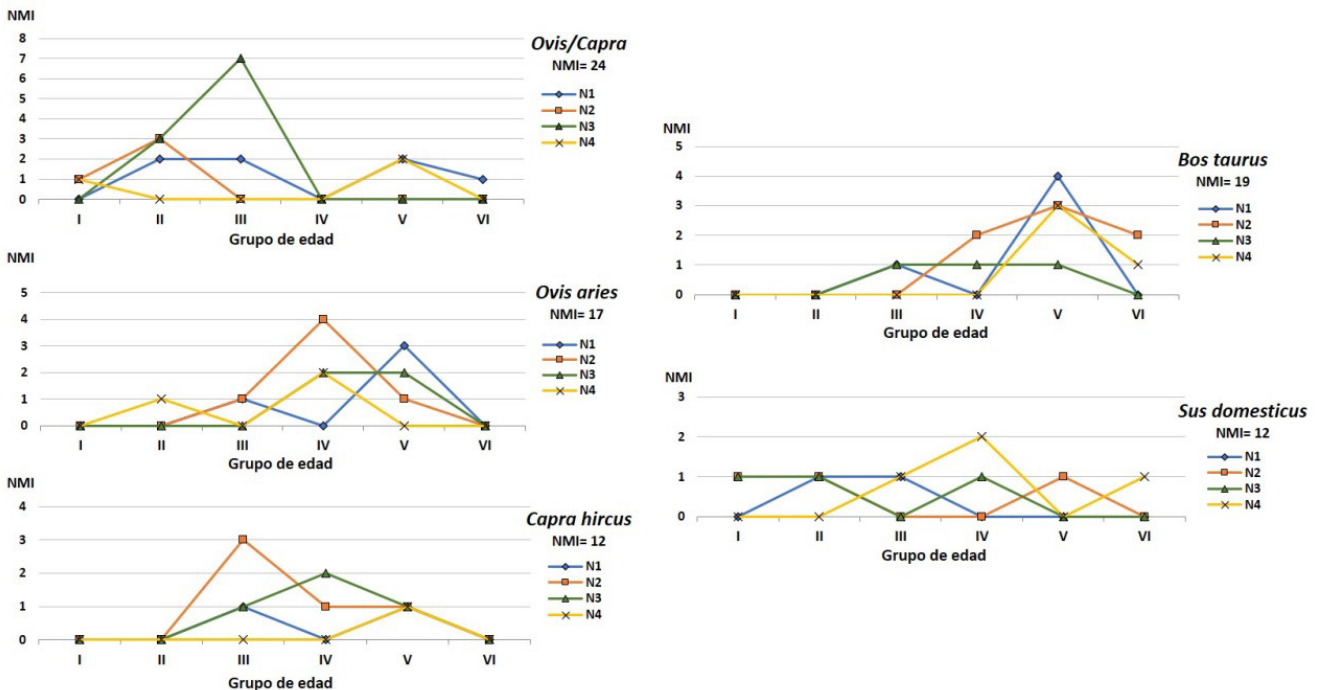 NMI
8
7
6
5
4
3
2
1
0
I II III IV V VI
Grupo de edad
Ovis/Capra
NMI= 24
N1
N2
N3
N4
NMI
5
4
3
2
1
0
I II III IV V VI
Grupo de edad
Ovis aries
NMI= 17
N1
N2
N3
N4
NMI
4
3
2
1
0
I II III IV V VI
Grupo de edad
Capra hircus
NMI= 12
N1
N2
N3
N4
NMI
5
4
3
2
1
0
I II III IV V VI
Grupo de edad
Bos taurus
NMI= 19
N1
N2
N3
N4
NMI
3
2
1
0
I II III IV V VI
Grupo de edad
Sus domesticus
NMI= 12
N1
N2
N3
N4